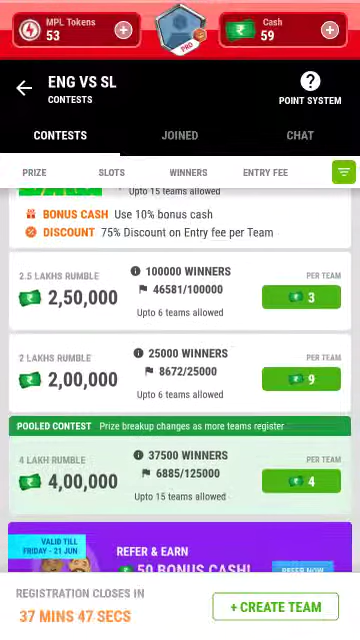 MPL Tokens
53
PRO
Cash
59
ENG VS SL
CONTESTS
?
POINT SYSTEM
CONTESTS
JOINED
CHAT
PRIZE
SLOTS
WINNERS
ENTRY FEE
Upto 15 teams allowed
BONUS CASH Use 10% bonus cash
DISCOUNT 75% Discount on Entry fee per Team
2.5 LAKHS RUMBLE
₹ 2,50,000
100000 WINNERS
46581/100000
Upto 6 teams allowed
PER TEAM
₹ 3
2 LAKHS RUMBLE
₹ 2,00,000
25000 WINNERS
8672/25000
Upto 6 teams allowed
PER TEAM
₹ 9
POOLED CONTEST Prize breakup changes as more teams register
4 LAKH RUMBLE
₹ 4,00,000
37500 WINNERS
6885/125000
Upto 15 teams allowed
PER TEAM
₹ 4
VALID TILL
FRIDAY - 21 JUN
REFER & EARN
₹ 50 BONUS CASH!
REFER NOW
REGISTRATION CLOSES IN
37 MINS 47 SECS
+ CREATE TEAM